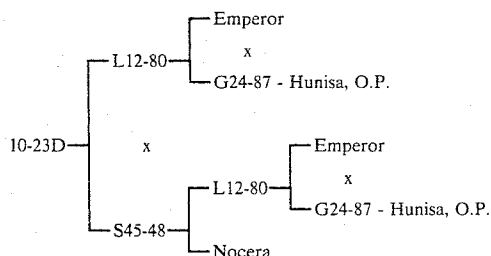 Emperor
L12-80
x
G24-87 - Hunisa, O.P.
10-23D
x
Emperor
L12-80
x
G24-87 - Hunisa, O.P.
S45-48
Nocera